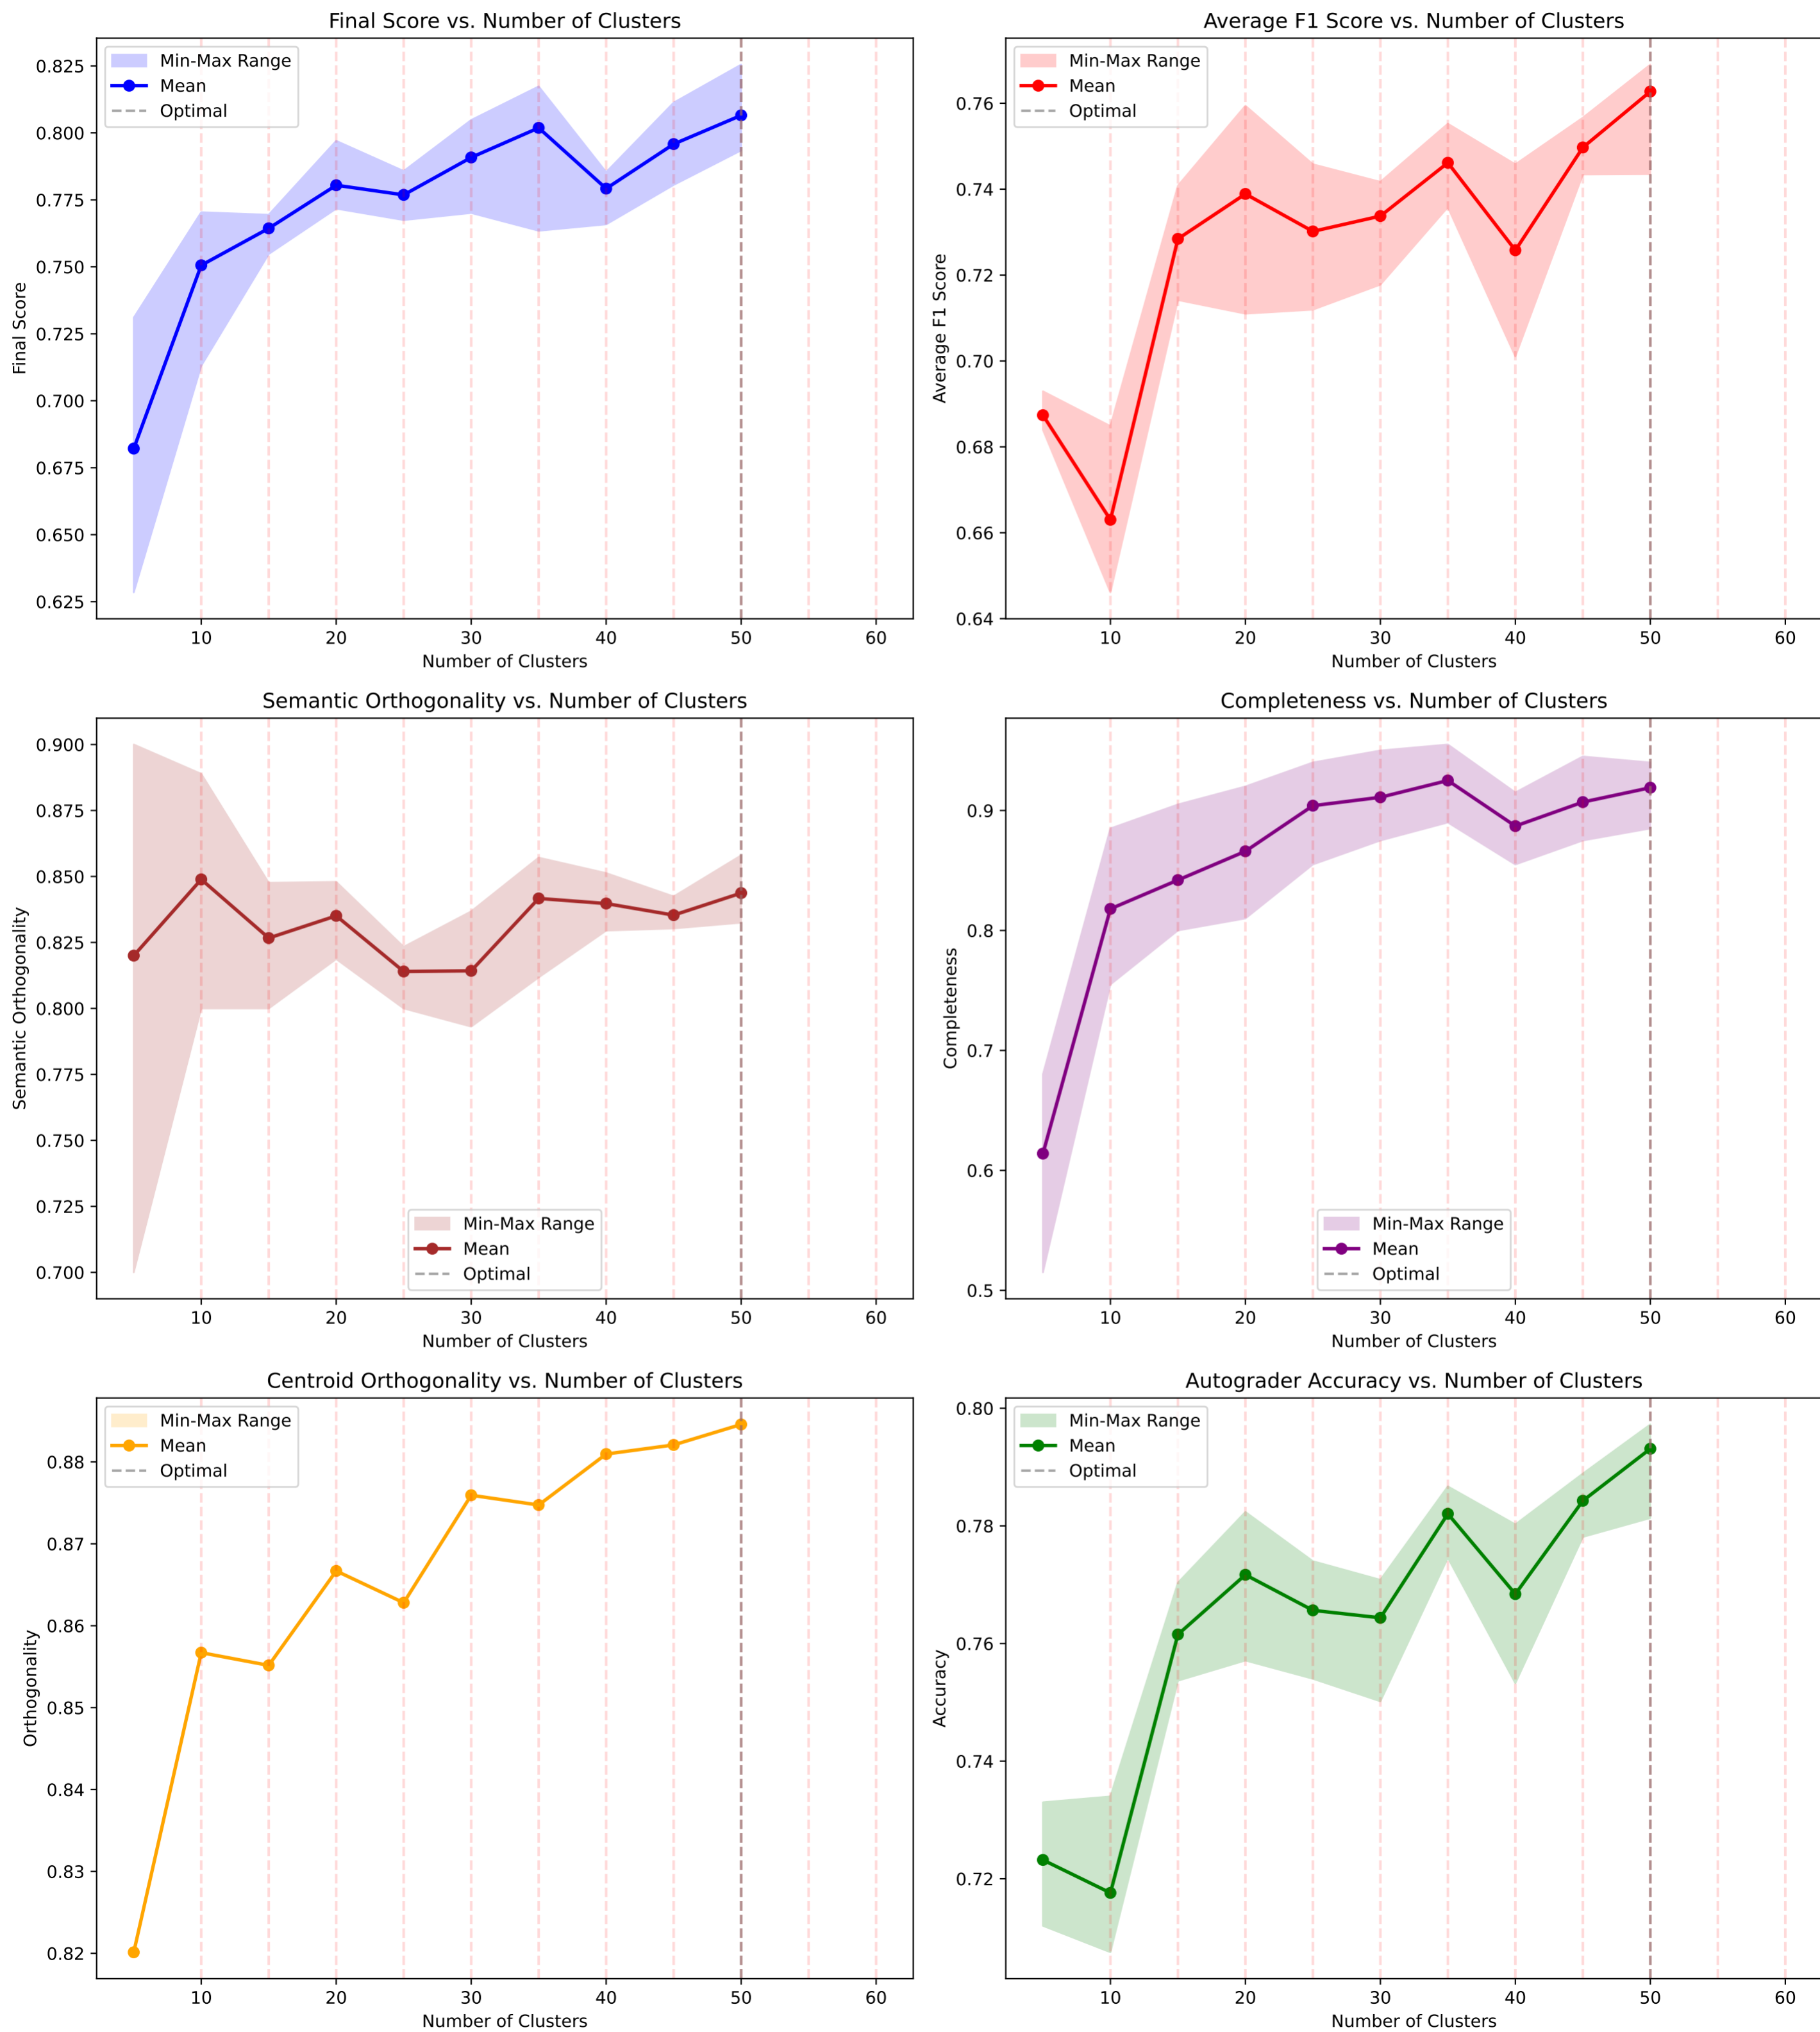 Final Score vs. Number of Clusters
Min-Max Range
Mean
Optimal
0.825
0.800
0.775
0.750
0.725
0.700
0.675
0.650
0.625
Final Score
10 20 30 40 50 60
Number of Clusters
Average F1 Score vs. Number of Clusters
Min-Max Range
Mean
Optimal
0.76
0.74
0.72
0.70
0.68
0.66
0.64
Average F1 Score
10 20 30 40 50 60
Number of Clusters
Semantic Orthogonality vs. Number of Clusters
0.900
0.875
0.850
0.825
0.800
0.775
0.750
0.725
0.700
Semantic Orthogonality
Min-Max Range
Mean
Optimal
10 20 30 40 50 60
Number of Clusters
Completeness vs. Number of Clusters
0.9
0.8
0.7
0.6
0.5
Completeness
Min-Max Range
Mean
Optimal
10 20 30 40 50 60
Number of Clusters
Centroid Orthogonality vs. Number of Clusters
Min-Max Range
Mean
Optimal
0.88
0.87
0.86
0.85
0.84
0.83
0.82
Orthogonality
10 20 30 40 50 60
Number of Clusters
Autograder Accuracy vs. Number of Clusters
Min-Max Range
Mean
Optimal
0.80
0.78
0.76
0.74
0.72
Accuracy
10 20 30 40 50 60
Number of Clusters